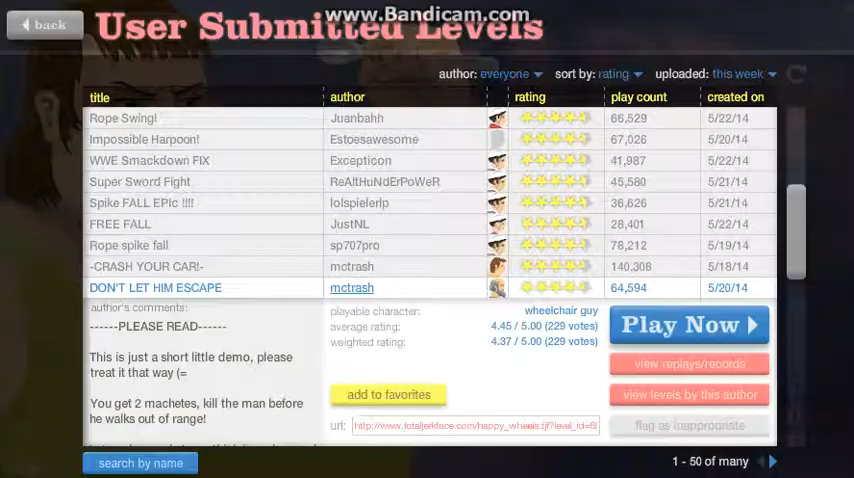 www.Bandicam.com
back
User Submitted Levels
author: everyone sort by: rating uploaded: this week
title author rating play count created on
Rope Swing! Juanbahh 66,529 5/22/14
Impossible Harpoon! Estoesawesome 67,026 5/20/14
WWE Smackdown FIX Excepticon 41,987 5/22/14
Super Sword Fight ReAltHuNdErPoWeR 45,580 5/21/14
Spike FALL EPIc !!!! lolspielerlp 36,626 5/21/14
FREE FALL JustNL 28,401 5/22/14
Rope spike fall sp707pro 78,212 5/19/14
-CRASH YOUR CAR!- mctrash 140,308 5/18/14
DON'T LET HIM ESCAPE mctrash 64,594 5/20/14
author's comments:
------PLEASE READ------
This is just a short little demo, please
treat it that way (=
You get 2 machetes, kill the man before
he walks out of range!
playable character: wheelchair guy
average rating: 4.45 / 5.00 (229 votes)
weighted rating: 4.37 / 5.00 (229 votes)
add to favorites
url: http://www.totaljerkface.com/happy_wheels.tjf?level_id=6
Play Now
view replays/records
view levels by this author
flag as inappropriate
search by name
1 - 50 of many